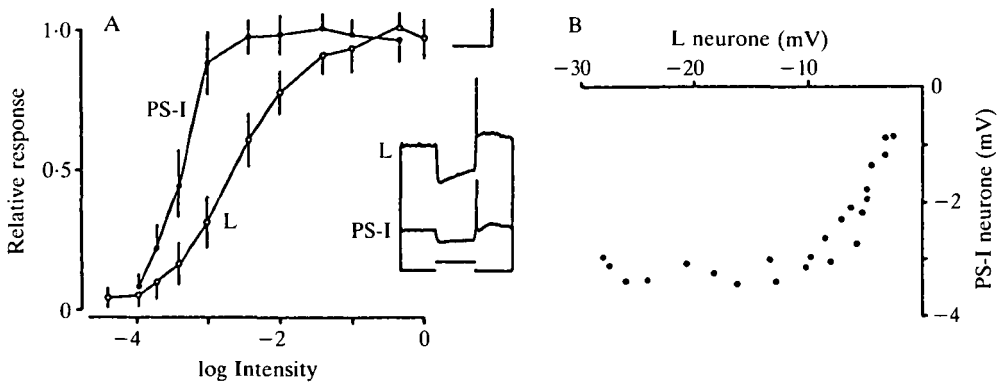 A
1·0
0·5
0
Relative response
PS-I
L
−4
−2
0
log Intensity
L
PS-I
B
L neurone (mV)
−30
−20
−10
0
−2
−4
PS-I neurone (mV)